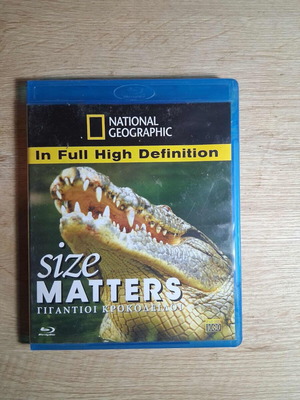 NATIONAL
GEOGRAPHIC
In Full High Definition
size
MATTERS
ΓΙΓΑΝΤΙΟΙ ΚΡΟΚΟΔΕΙΛΟΙ